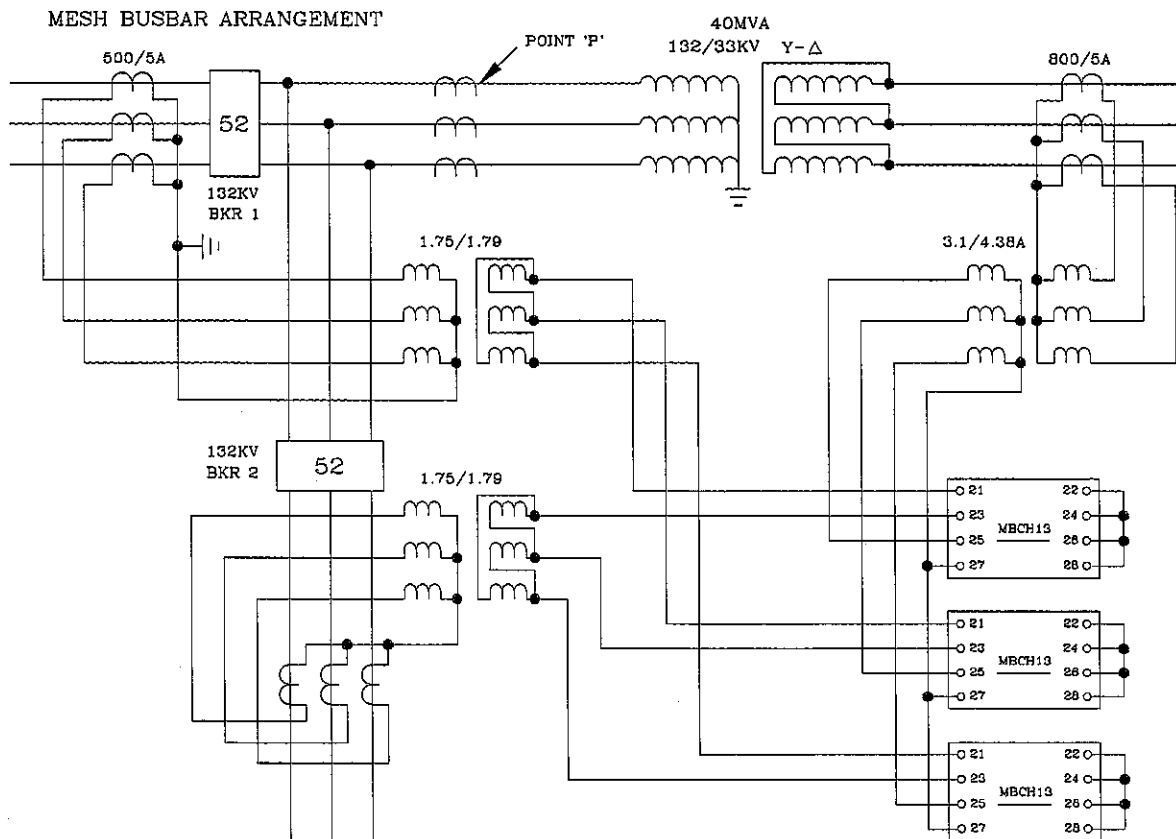 MESH BUSBAR ARRANGEMENT
500/5A
POINT 'P'
40MVA
132/33KV Y-Δ
800/5A
52
132KV
BKR 1
1.75/1.79
3.1/4.38A
132KV
BKR 2
52
1.75/1.79
21 22
23 24
MBCH13
25 26
27 28
21 22
23 24
MBCH13
25 26
27 28
21 22
23 24
MBCH13
25 26
27 28